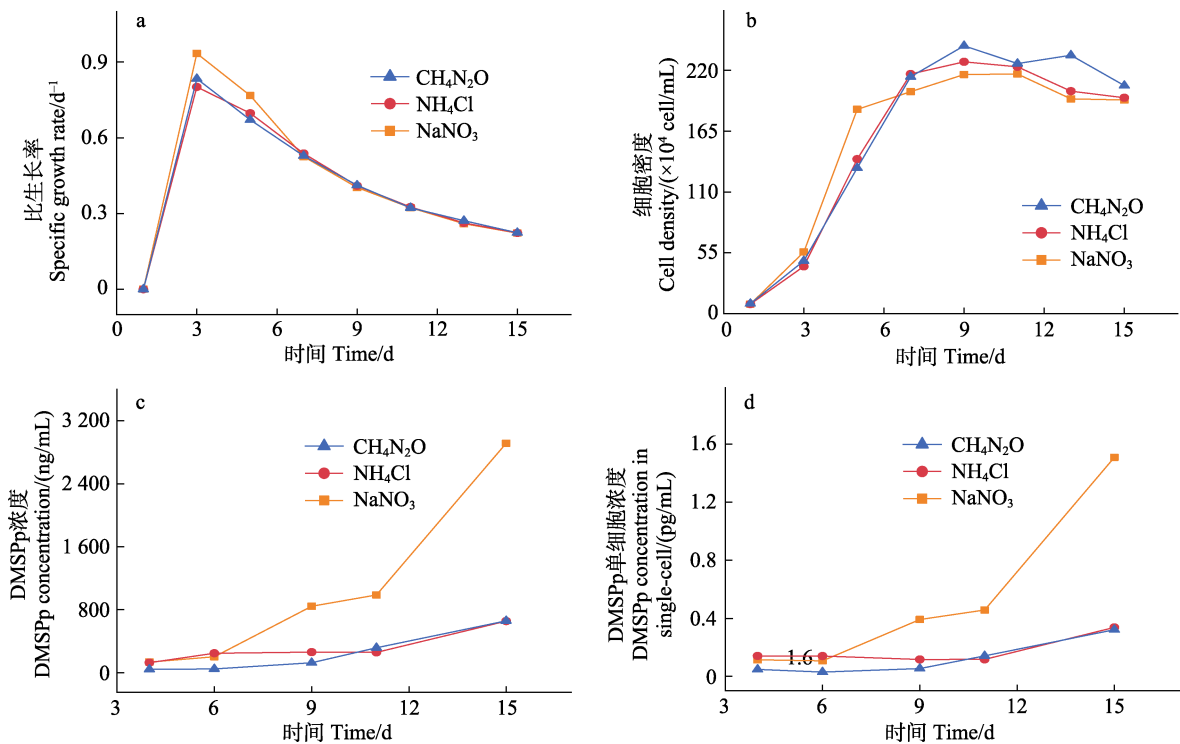 a
0.9
0.6
0.3
0
比生长率
Specific growth rate/d⁻¹
CH₄N₂O
NH₄Cl
NaNO₃
0 3 6 9 12 15
时间 Time/d
b
220
165
110
55
0
细胞密度
Cell density/(×10⁴ cell/mL)
CH₄N₂O
NH₄Cl
NaNO₃
0 3 6 9 12 15
时间 Time/d
c
3 200
2 400
1 600
800
0
DMSPp浓度
DMSPp concentration/(ng/mL)
CH₄N₂O
NH₄Cl
NaNO₃
3 6 9 12 15
时间 Time/d
d
1.6
1.2
0.8
0.4
0
DMSPp单细胞浓度
DMSPp concentration in
single-cell/(pg/mL)
CH₄N₂O
NH₄Cl
NaNO₃
1.6
3 6 9 12 15
时间 Time/d